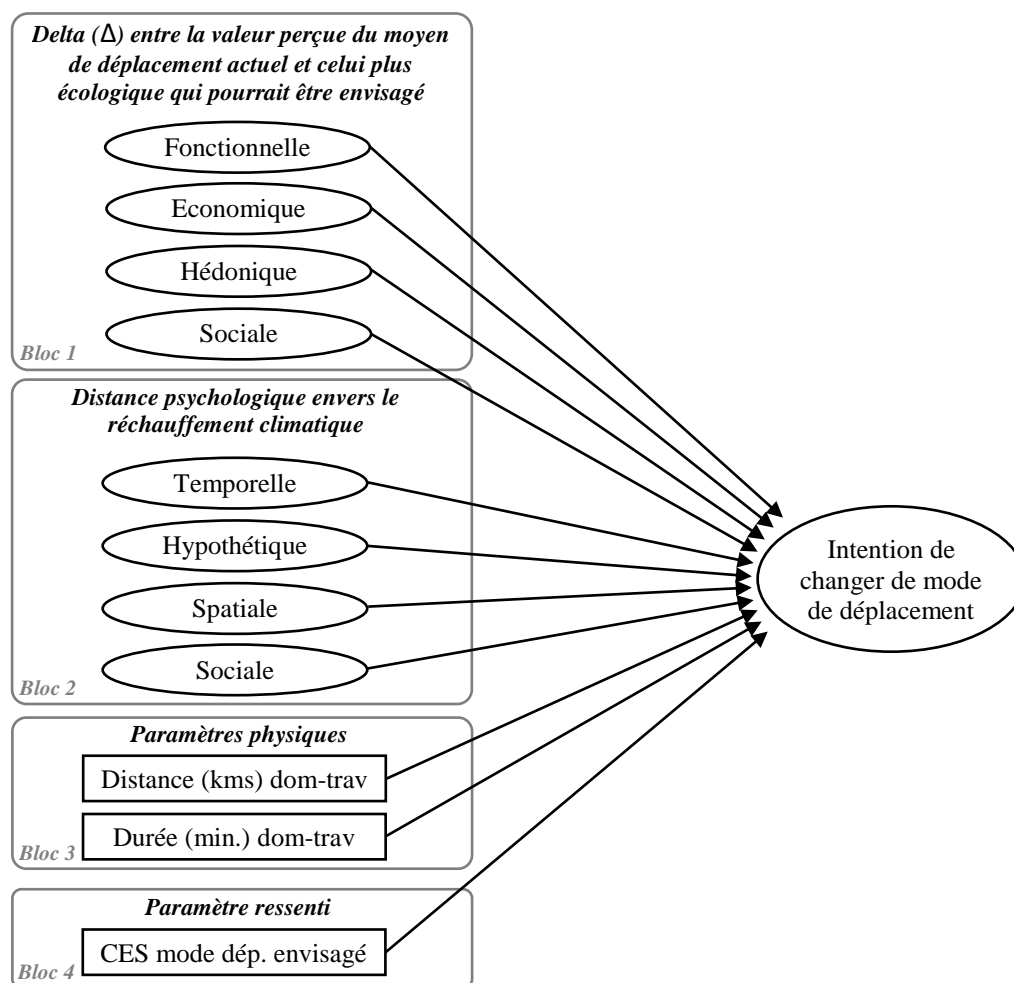 Delta (Δ) entre la valeur perçue du moyen
de déplacement actuel et celui plus
écologique qui pourrait être envisagé
Fonctionnelle
Economique
Hédonique
Sociale
Bloc 1
Distance psychologique envers le
réchauffement climatique
Temporelle
Hypothétique
Spatiale
Sociale
Bloc 2
Paramètres physiques
Distance (kms) dom-trav
Durée (min.) dom-trav
Bloc 3
Paramètre ressenti
CES mode dép. envisagé
Bloc 4
Intention de
changer de mode
de déplacement